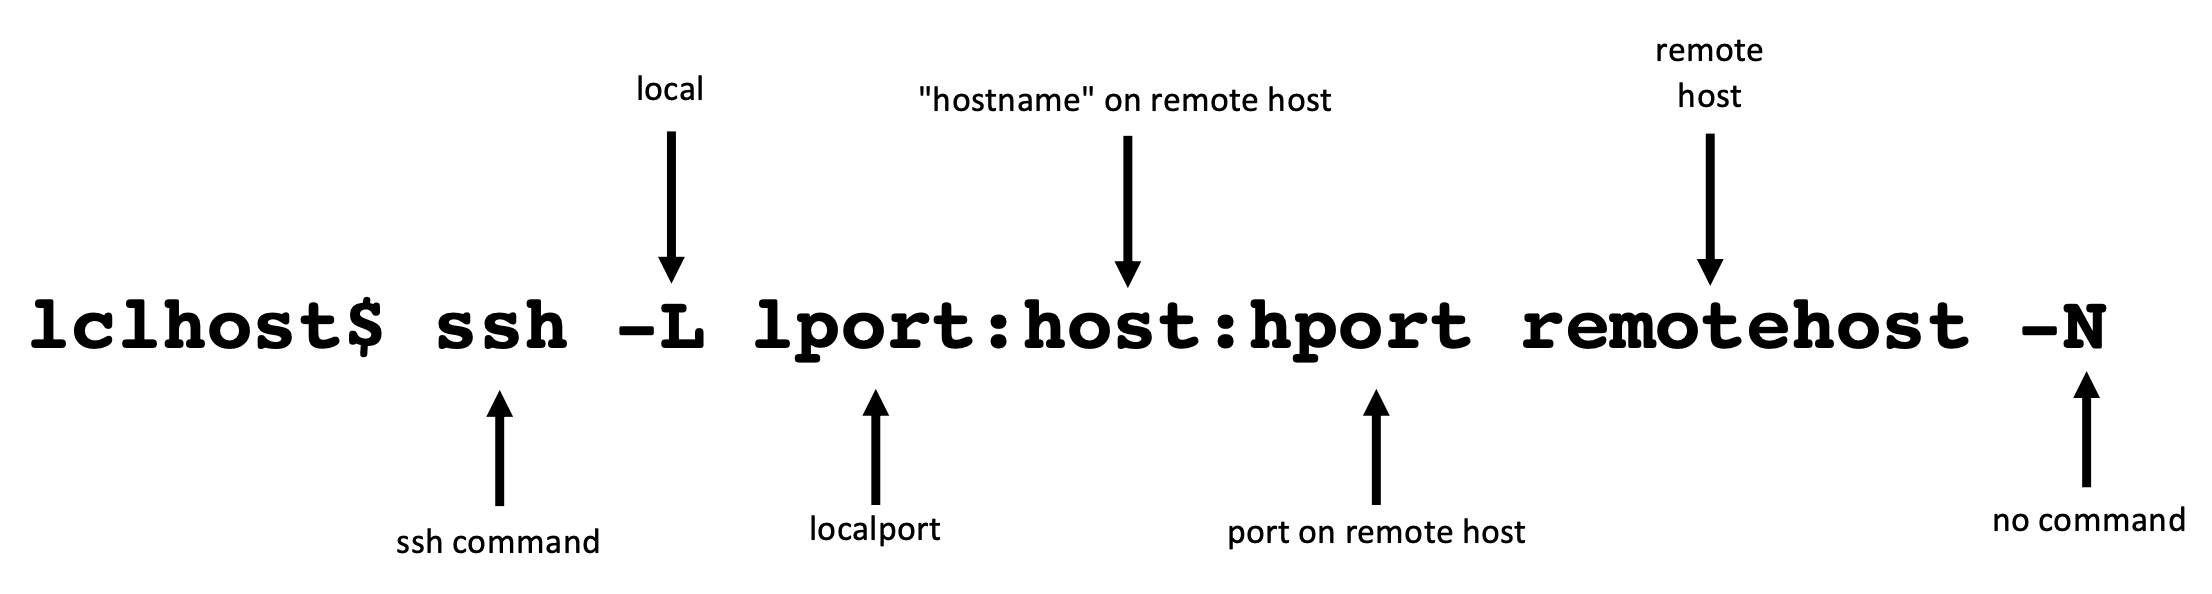 remote
host
local
"hostname" on remote host
lclhost$ ssh -L lport:host:hport remotehost -N
ssh command
localport
port on remote host
no command